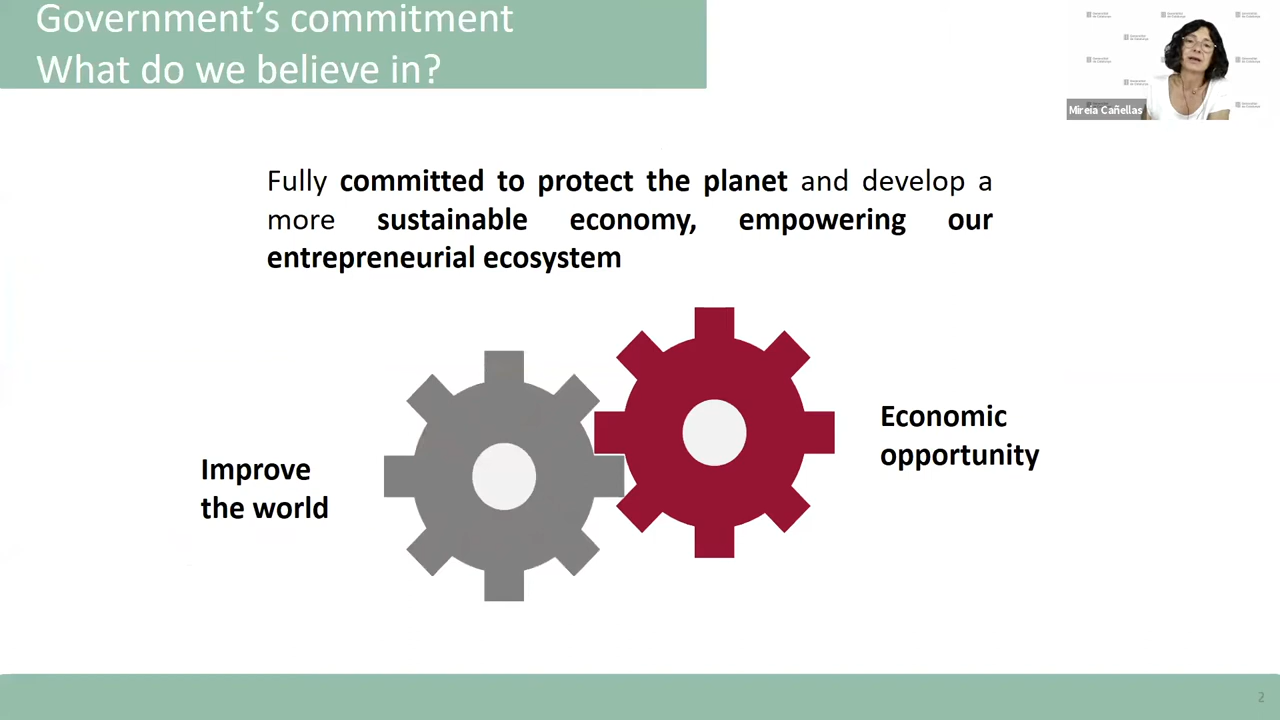 Government's commitment
What do we believe in?
Mireia Cañellas
Fully committed to protect the planet and develop a
more sustainable economy, empowering our
entrepreneurial ecosystem
Economic
opportunity
Improve
the world
2